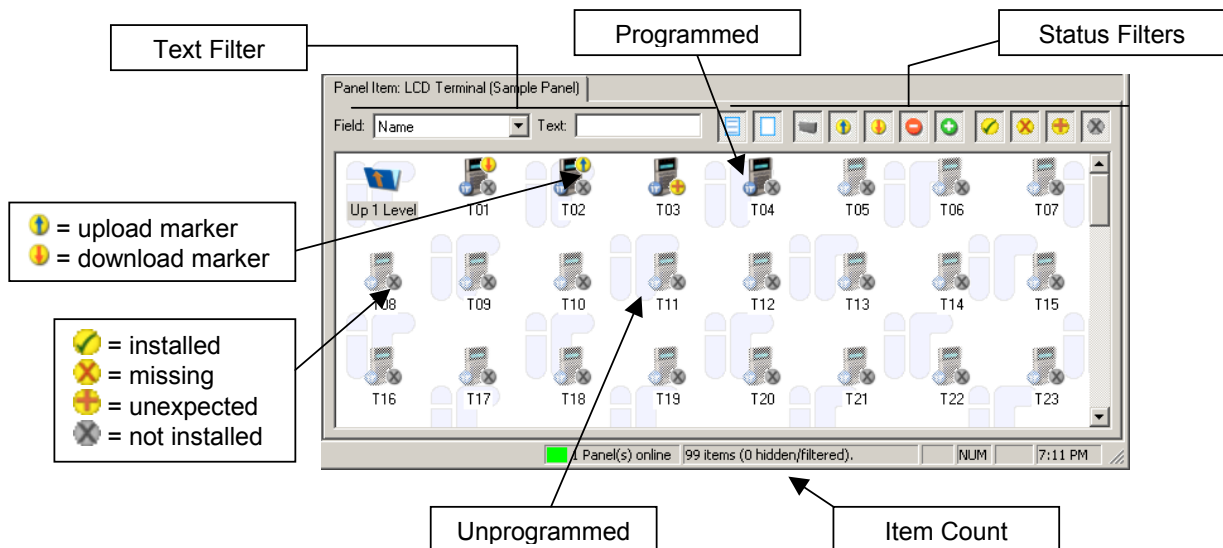 Text Filter
Programmed
Status Filters
Panel Item: LCD Terminal (Sample Panel)
Field: Name Text:
Up 1 Level T01 T02 T03 T04 T05 T06 T07
= upload marker
= download marker
T08 T09 T10 T11 T12 T13 T14 T15
= installed
= missing
= unexpected
= not installed
T16 T17 T18 T19 T20 T21 T22 T23
1 Panel(s) online 99 items (0 hidden/filtered). NUM 7:11 PM
Unprogrammed
Item Count